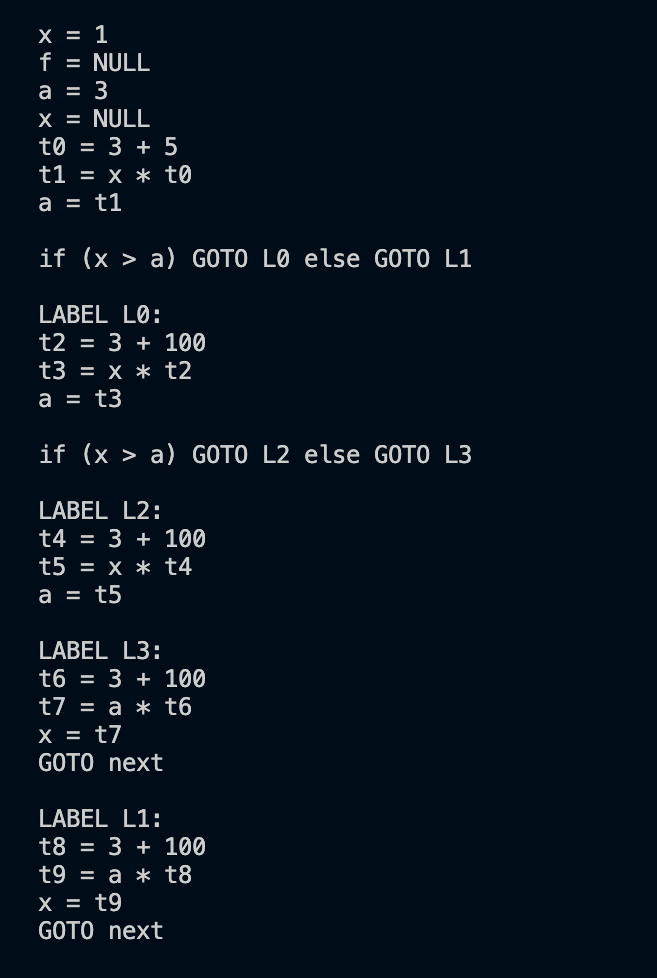 x = 1
f = NULL
a = 3
x = NULL
t0 = 3 + 5
t1 = x * t0
a = t1
if (x > a) GOTO L0 else GOTO L1
LABEL L0:
t2 = 3 + 100
t3 = x * t2
a = t3
if (x > a) GOTO L2 else GOTO L3
LABEL L2:
t4 = 3 + 100
t5 = x * t4
a = t5
LABEL L3:
t6 = 3 + 100
t7 = a * t6
x = t7
GOTO next
LABEL L1:
t8 = 3 + 100
t9 = a * t8
x = t9
GOTO next